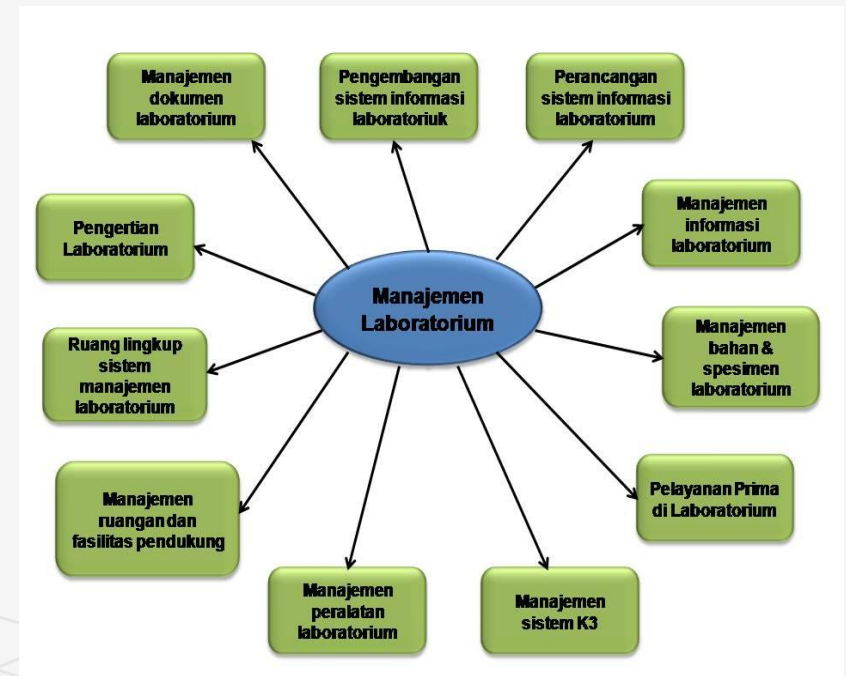 Manajemen
dokumen
laboratorium
Pengembangan
sistem informasi
laboratoriuk
Perancangan
sistem informasi
laboratorium
Pengertian
Laboratorium
Manajemen
informasi
laboratorium
Manajemen
Laboratorium
Ruang lingkup
sistem
manajemen
laboratorium
Manajemen
bahan &
spesimen
laboratorium
Manajemen
ruangan dan
fasilitas pendukung
Pelayanan Prima
di Laboratorium
Manajemen
peralatan
laboratorium
Manajemen
sistem K3